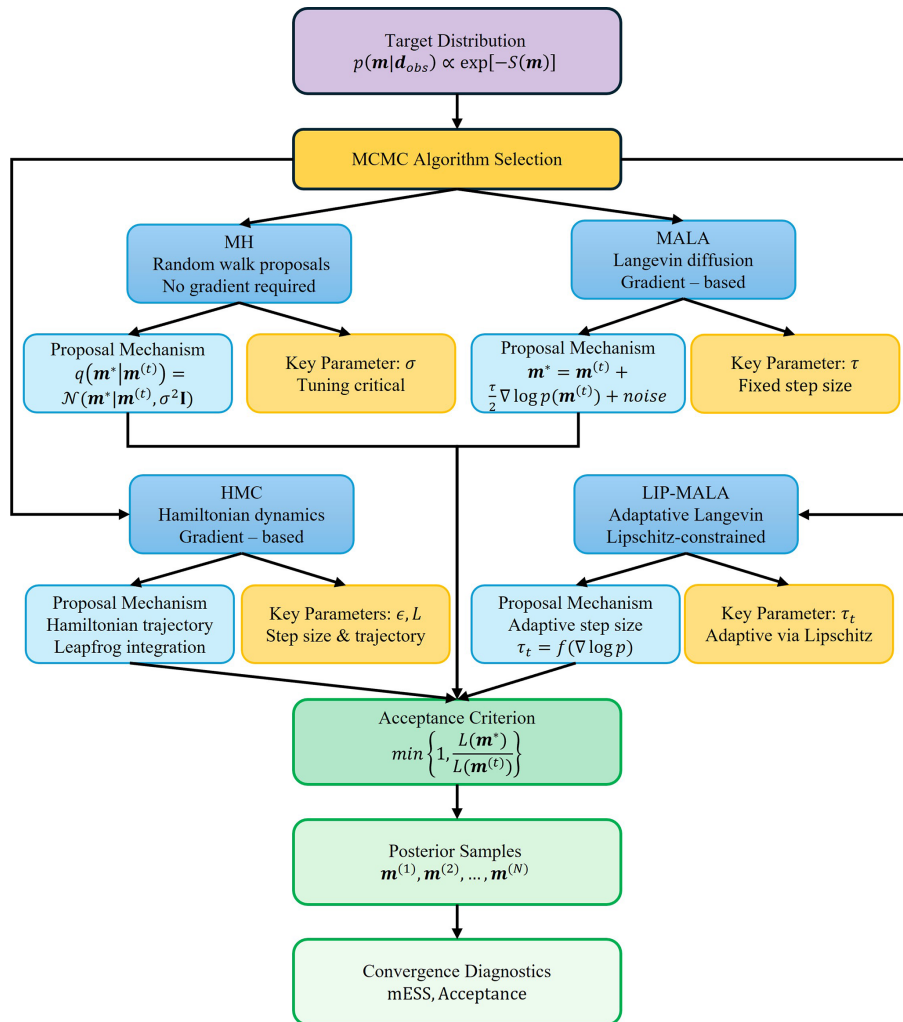 Target Distribution
p(m|d_obs) ∝ exp[−S(m)]
MCMC Algorithm Selection
MH
Random walk proposals
No gradient required
MALA
Langevin diffusion
Gradient – based
Proposal Mechanism
q(m*|m^(t)) =
𝒩(m*|m^(t), σ²I)
Key Parameter: σ
Tuning critical
Proposal Mechanism
m* = m^(t) +
τ/2 ∇ log p(m^(t)) + noise
Key Parameter: τ
Fixed step size
HMC
Hamiltonian dynamics
Gradient – based
LIP-MALA
Adaptative Langevin
Lipschitz-constrained
Proposal Mechanism
Hamiltonian trajectory
Leapfrog integration
Key Parameters: ϵ, L
Step size & trajectory
Proposal Mechanism
Adaptive step size
τ_t = f(∇ log p)
Key Parameter: τ_t
Adaptive via Lipschitz
Acceptance Criterion
min {1, L(m*)/L(m^(t))}
Posterior Samples
m^(1), m^(2), …, m^(N)
Convergence Diagnostics
mESS, Acceptance